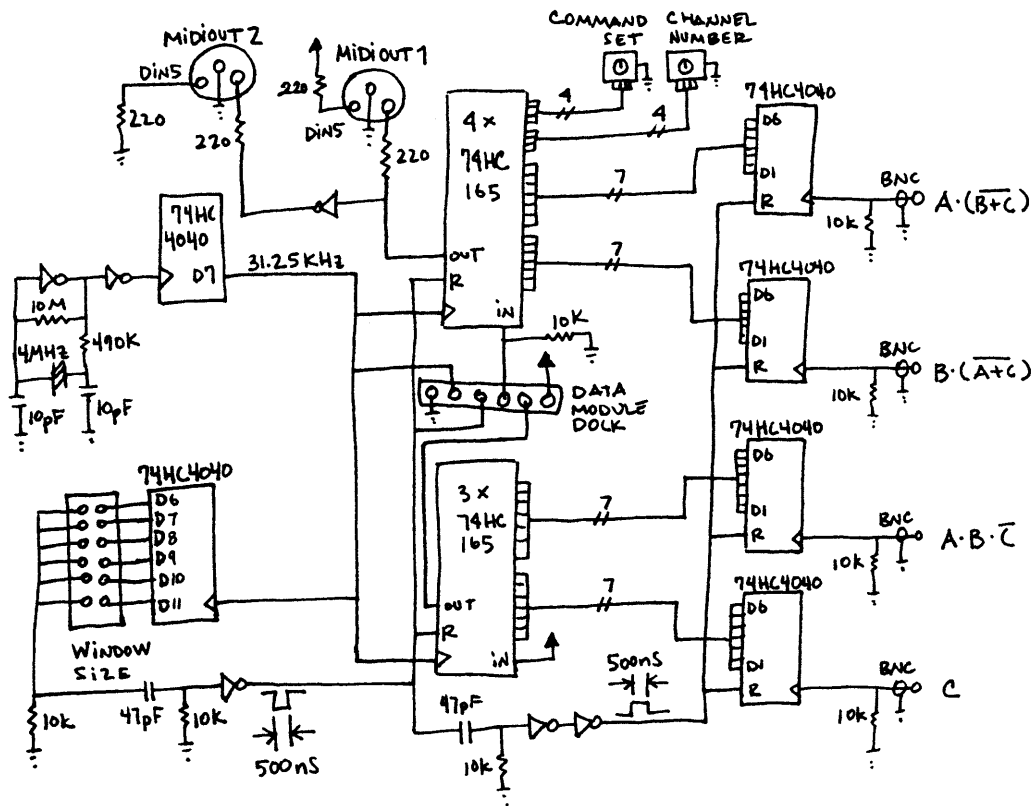 MIDIOUT 2
DIN5
220
220
MIDIOUT 1
220
DIN5
220
COMMAND
SET
CHANNEL
NUMBER
4
4
4x
74HC
165
7
7
OUT
R
IN
74HC4040
D6
D1
R
BNC
10K
A·(B̅+̅C̅)
74HC
4040
D7
31.25KHZ
10M
4MHZ
490K
10pF
10pF
10K
DATA
MODULE
DOCK
74HC4040
D6
D1
R
BNC
10K
B·(A̅+̅C̅)
74HC4040
D6
D7
D8
D9
D10
D11
WINDOW
SIZE
3x
74HC
165
7
7
OUT
R
IN
74HC4040
D6
D1
R
BNC
10K
A·B·C̅
74HC4040
D6
D1
R
BNC
10K
C
10K
47pF
10K
500nS
47pF
10K
500nS